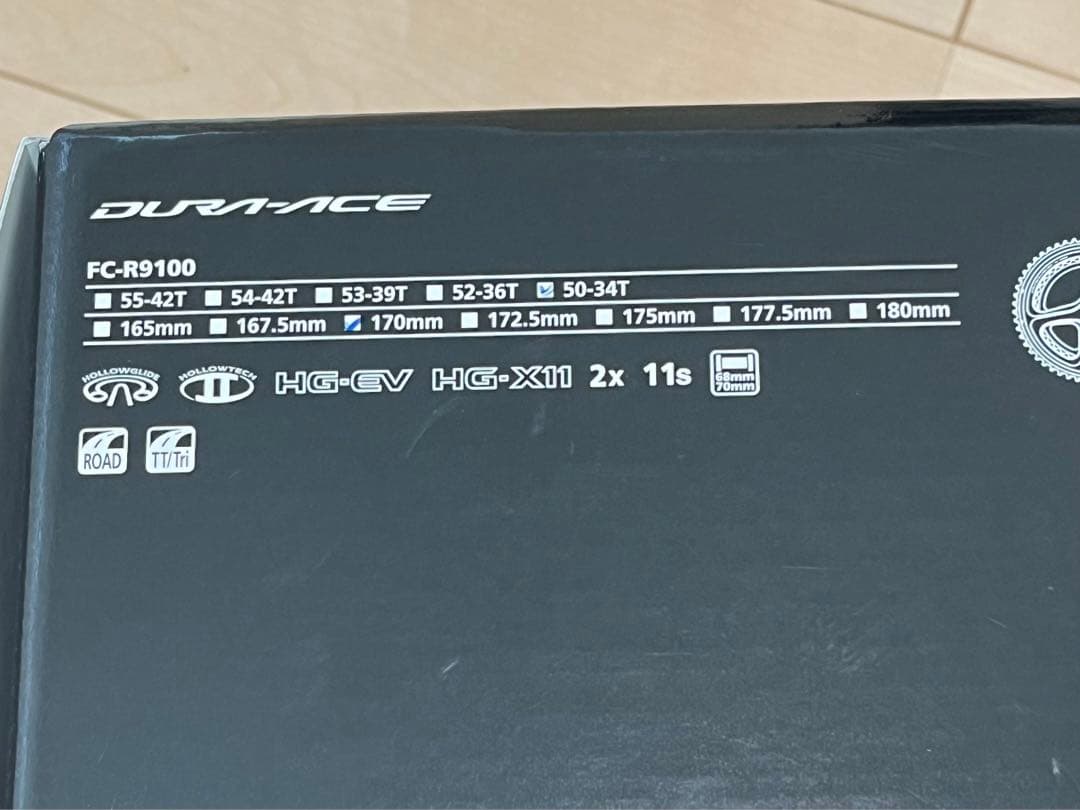 DURA-ACE
FC-R9100
55-42T 54-42T 53-39T 52-36T 50-34T
165mm 167.5mm 170mm 172.5mm 175mm 177.5mm 180mm
HOLLOWGLIDE HOLLOWTECH II HG-EV HG-X11 2x 11s 68mm 70mm
ROAD TT/Tri